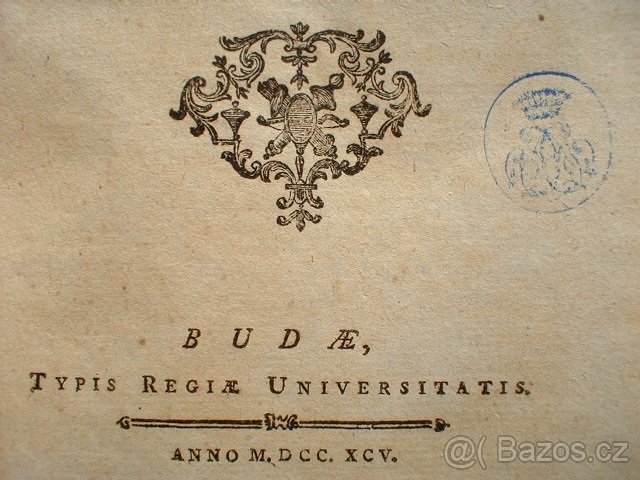 BUDÆ,
TYPIS REGIÆ UNIVERSITATIS.
ANNO M.DCC. XCV.
@( Bazos.cz